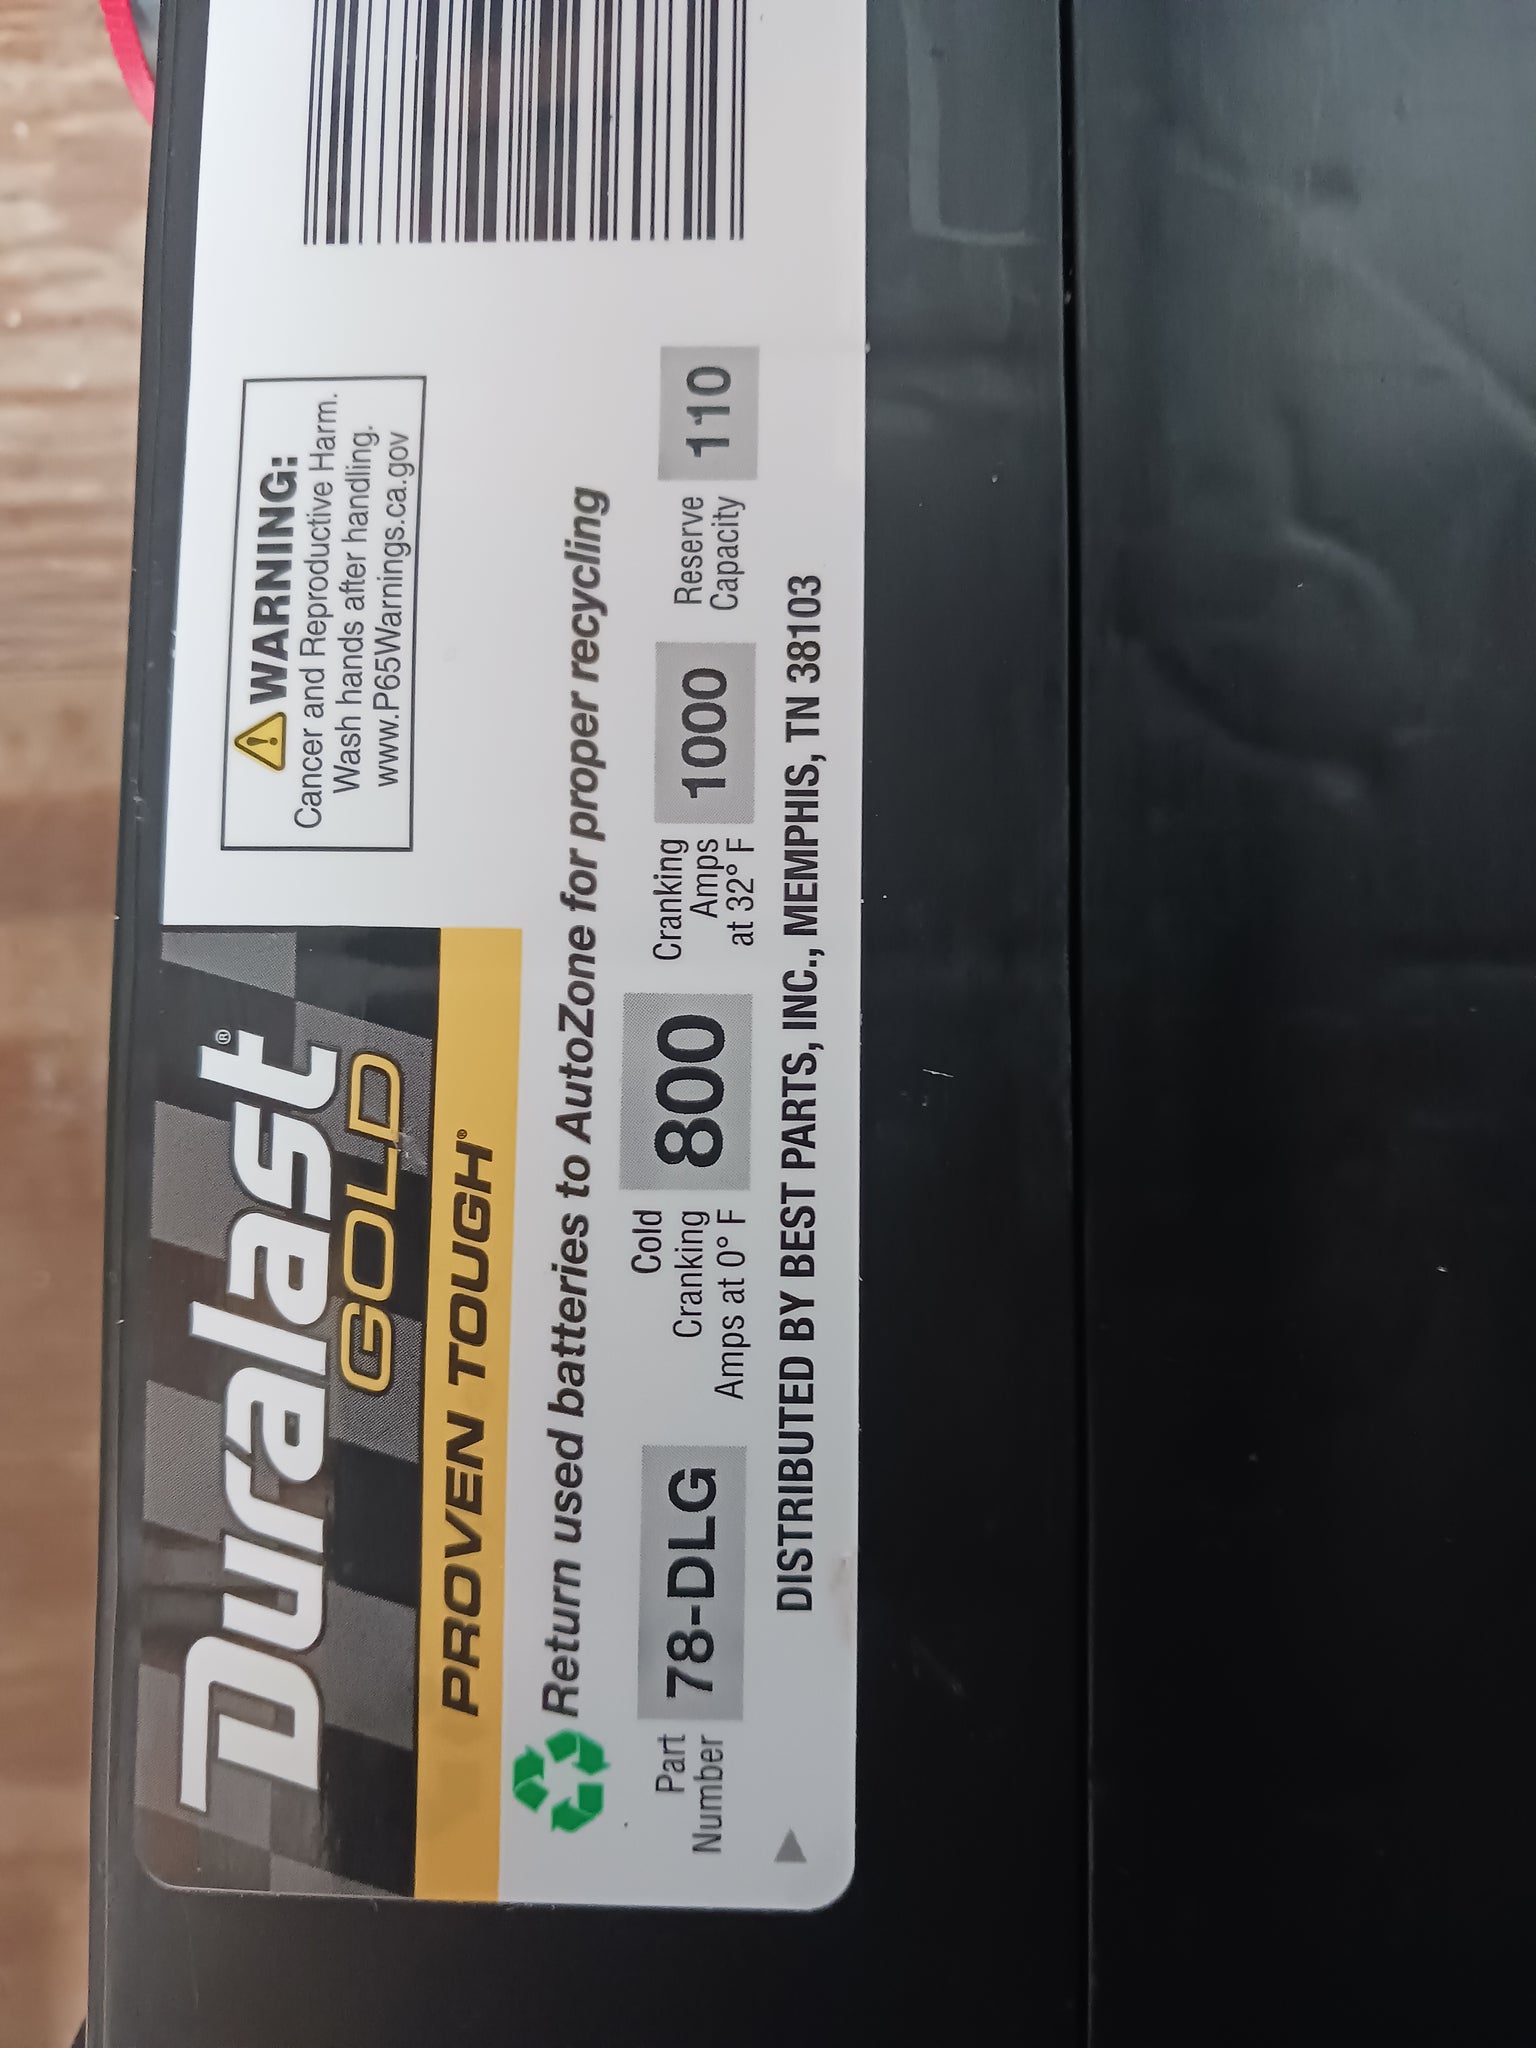 Duralast®
GOLD
PROVEN TOUGH®
WARNING:
Cancer and Reproductive Harm.
Wash hands after handling.
www.P65Warnings.ca.gov
Return used batteries to AutoZone for proper recycling
Part
Number
78-DLG
Cold
Cranking
Amps at 0° F
800
Cranking
Amps
at 32° F
1000
Reserve
Capacity
110
DISTRIBUTED BY BEST PARTS, INC., MEMPHIS, TN 38103